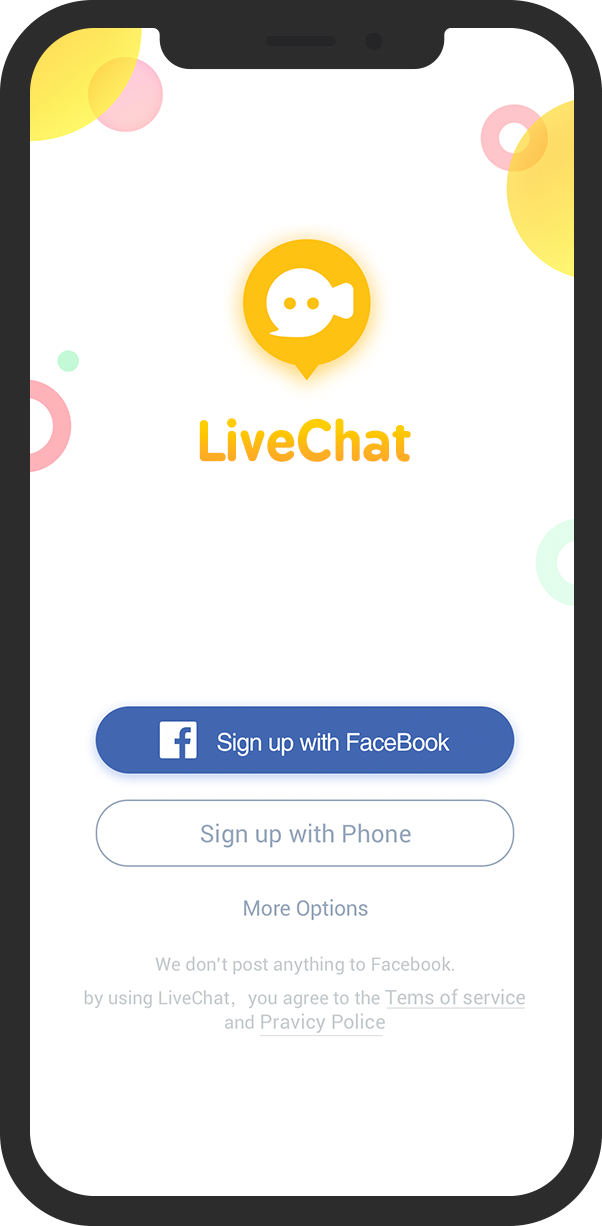 LiveChat
Sign up with FaceBook
Sign up with Phone
More Options
We don't post anything to Facebook.
by using LiveChat，you agree to the Tems of service
and Pravicy Police